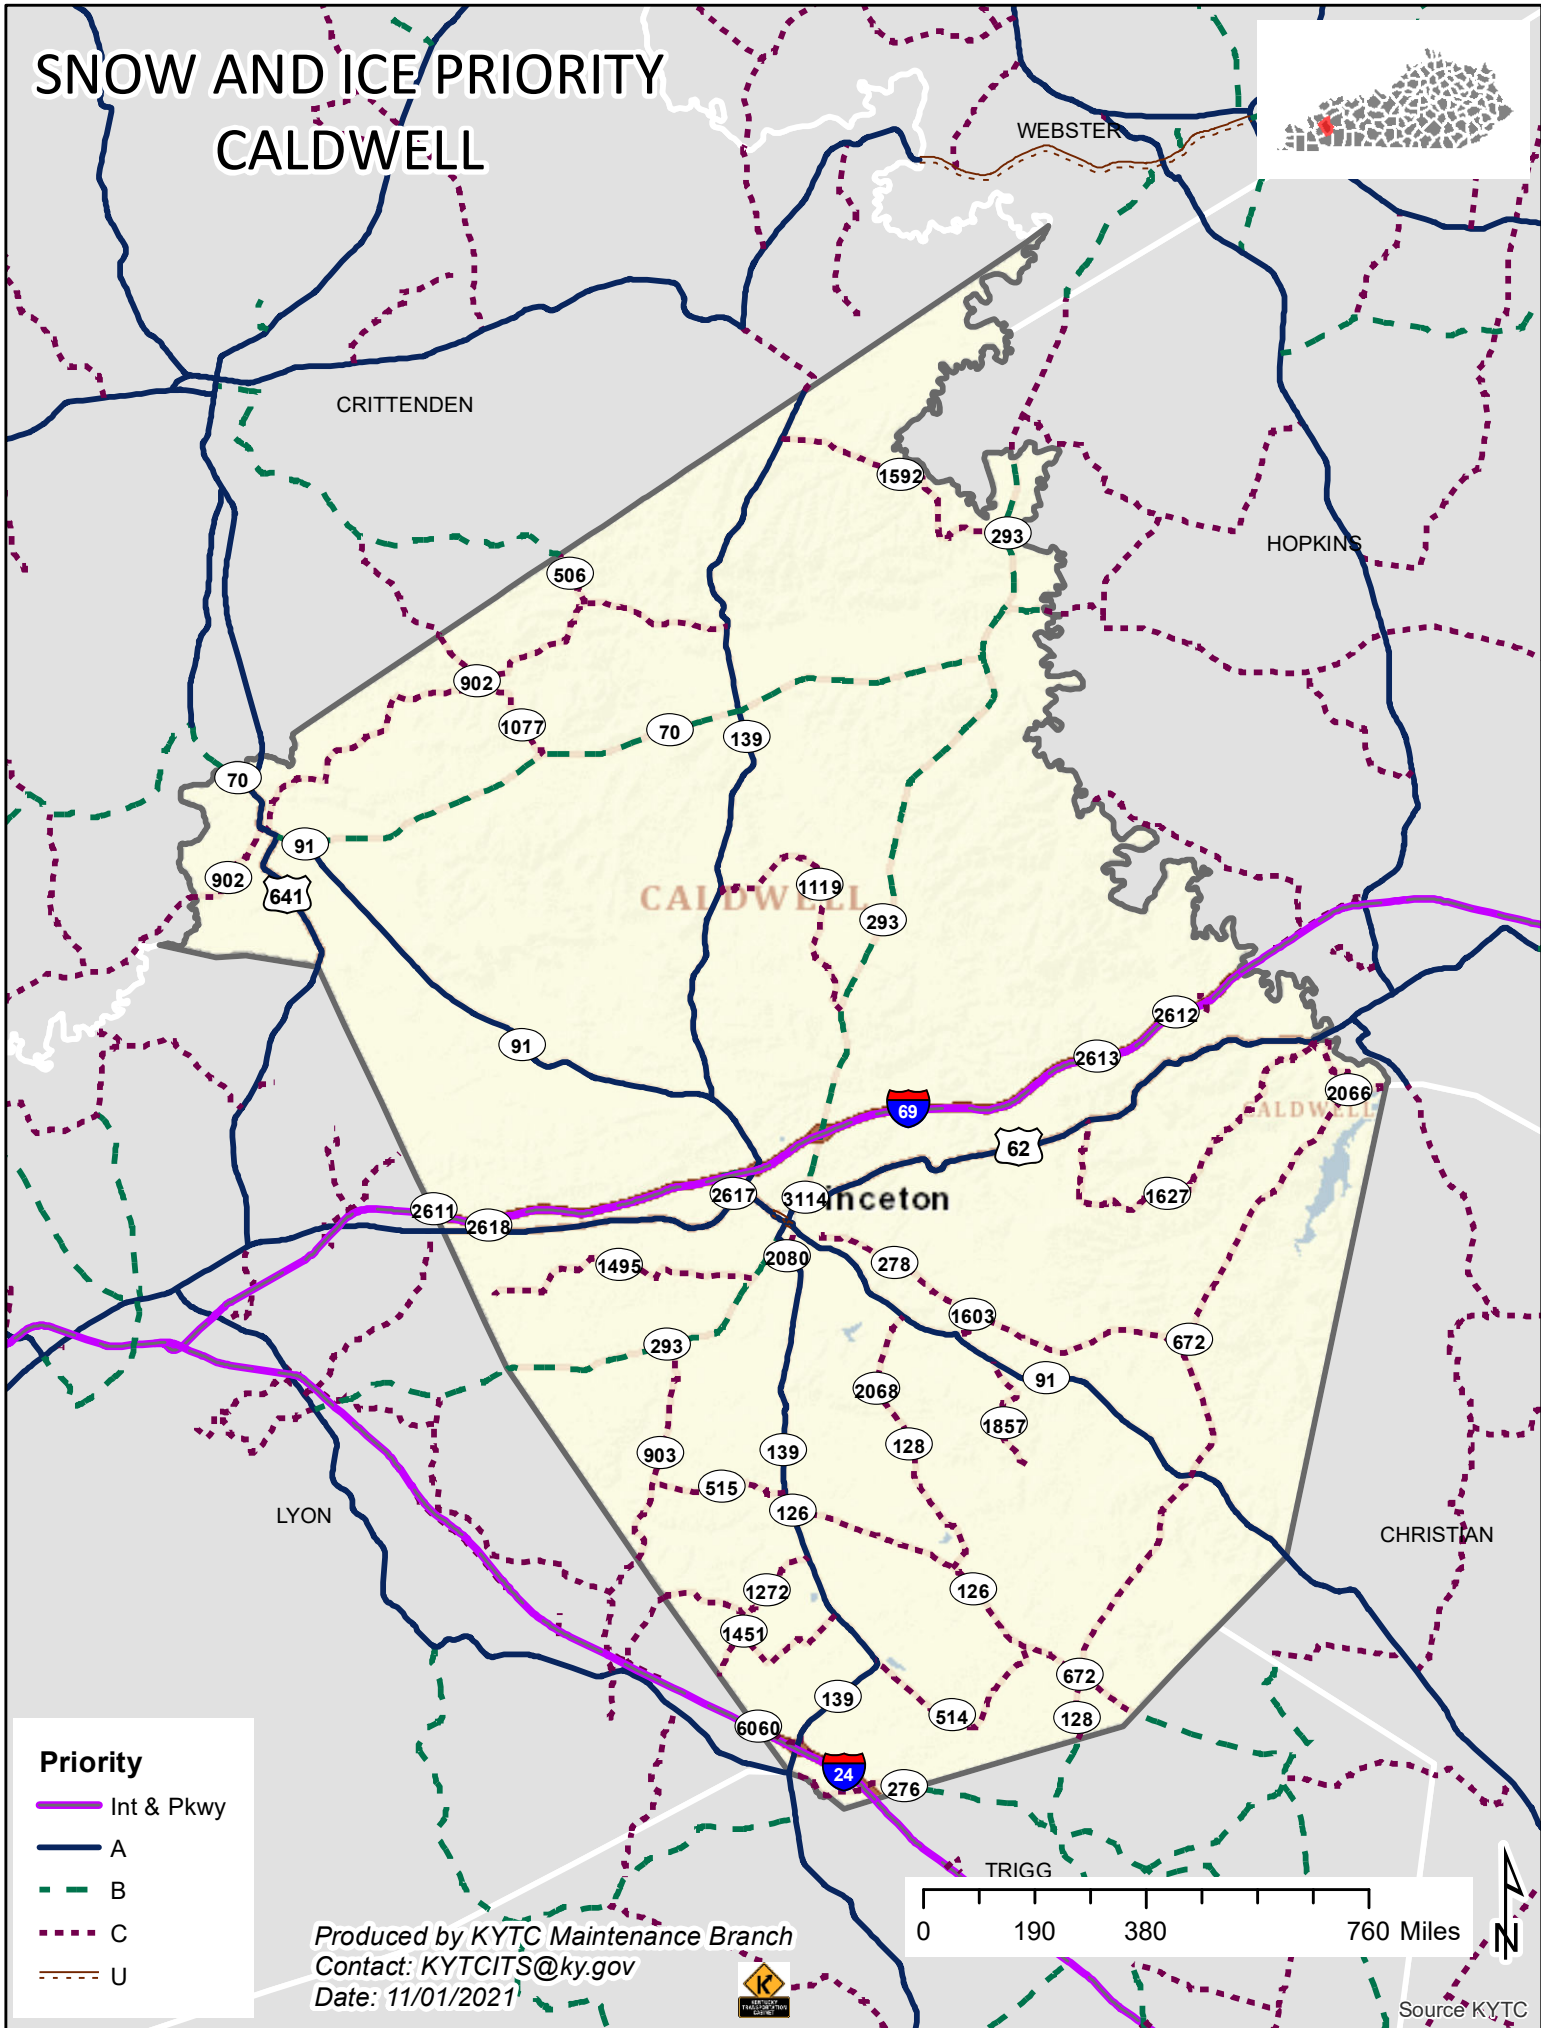 SNOW AND ICE PRIORITY
CALDWELL
WEBSTER
CRITTENDEN
HOPKINS
1592
293
506
902
1077
70
139
70
91
902
641
CALDWELL
1119
293
2612
91
2613
69
2066
CALDWELL
62
2611
2618
2617
3114
inceton
1627
2080
1495
278
1603
293
672
2068
91
1857
128
903
139
515
126
LYON
CHRISTIAN
1272
126
1451
672
139
514
128
6060
24
276
TRIGG
Priority
Int & Pkwy
A
B
C
U
0 190 380 760 Miles
N
Produced by KYTC Maintenance Branch
Contact: KYTCITS@ky.gov
Date: 11/01/2021
KENTUCKY
TRANSPORTATION
CABINET
Source KYTC